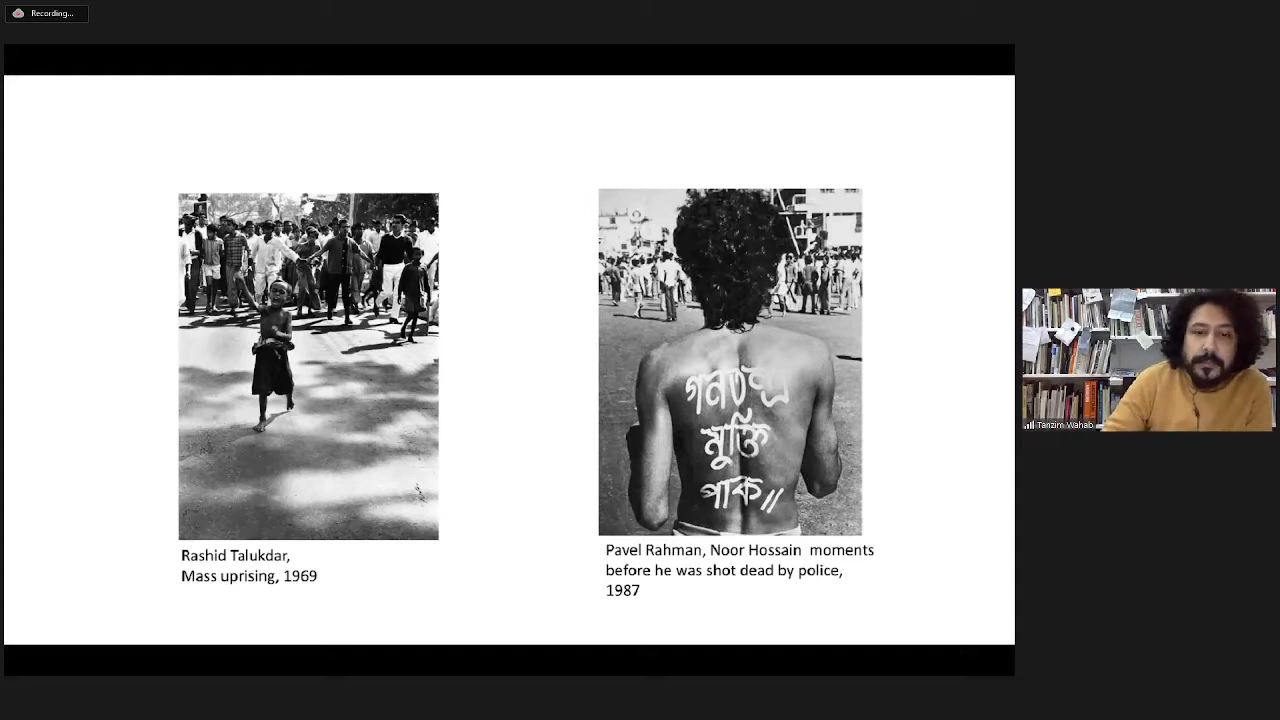 Recording...
গনতন্ত্র
মুক্তি
পাক//
Rashid Talukdar,
Mass uprising, 1969
Pavel Rahman, Noor Hossain moments
before he was shot dead by police,
1987
Tanzim Wahab